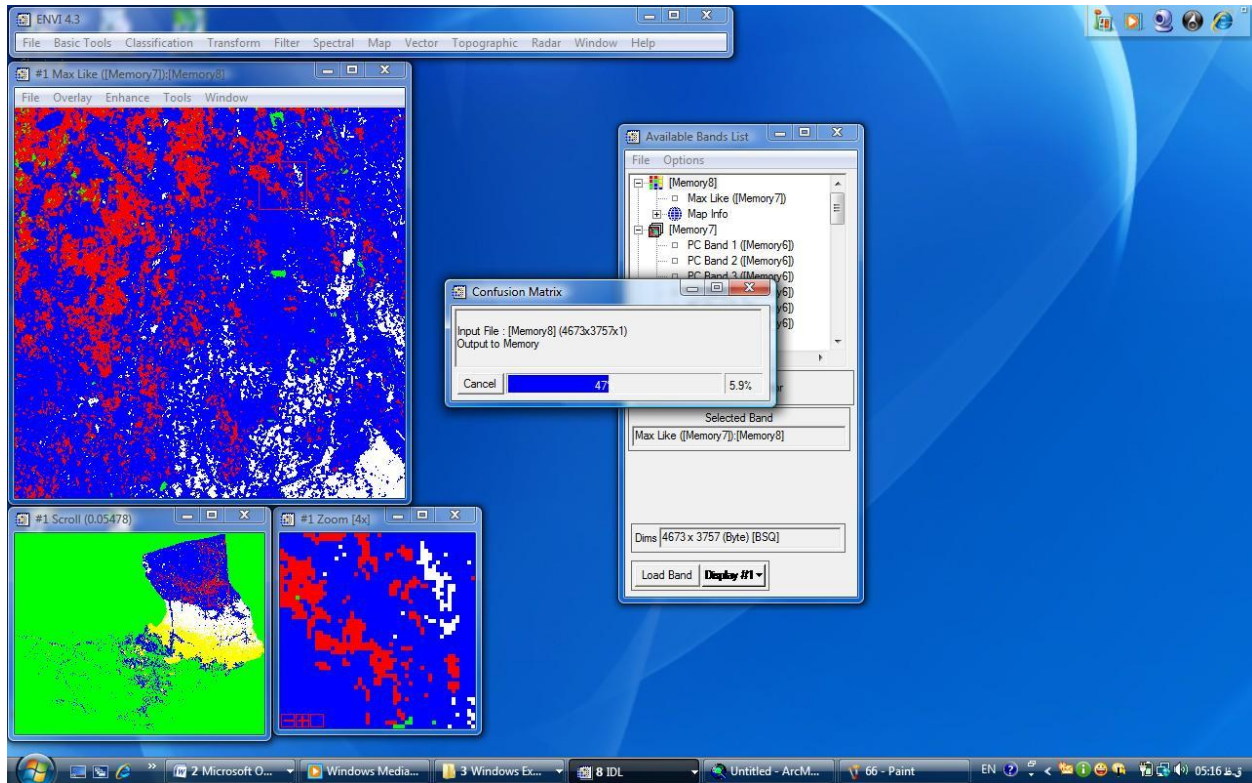 ENVI 4.3
File Basic Tools Classification Transform Filter Spectral Map Vector Topographic Radar Window Help
#1 Max Like ([Memory7]):[Memory8]
File Overlay Enhance Tools Window
Available Bands List
File Options
[Memory8]
Max Like ([Memory7])
Map Info
[Memory7]
PC Band 1 ([Memory6])
PC Band 2 ([Memory6])
PC Band 3 ([Memory6])
Confusion Matrix
Input File : [Memory8] (4673x3757x1)
Output to Memory
Cancel 47 5.9%
Selected Band
Max Like ([Memory7]):[Memory8]
Dims 4673 x 3757 (Byte) [BSQ]
Load Band Display #1
#1 Scroll (0.05478)
#1 Zoom [4x]
2 Microsoft O... Windows Media... 3 Windows Ex... 8 IDL Untitled - ArcM... 66 - Paint EN 05:16 ق.ظ